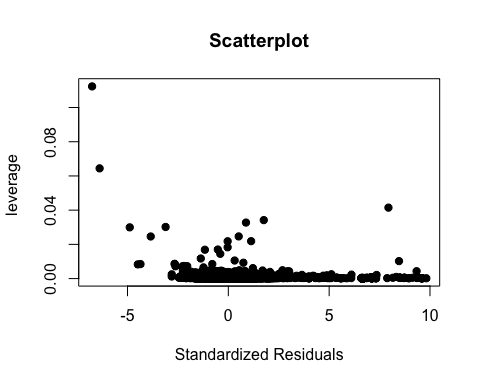 Scatterplot
leverage
0.08
0.04
0.00
-5 0 5 10
Standardized Residuals